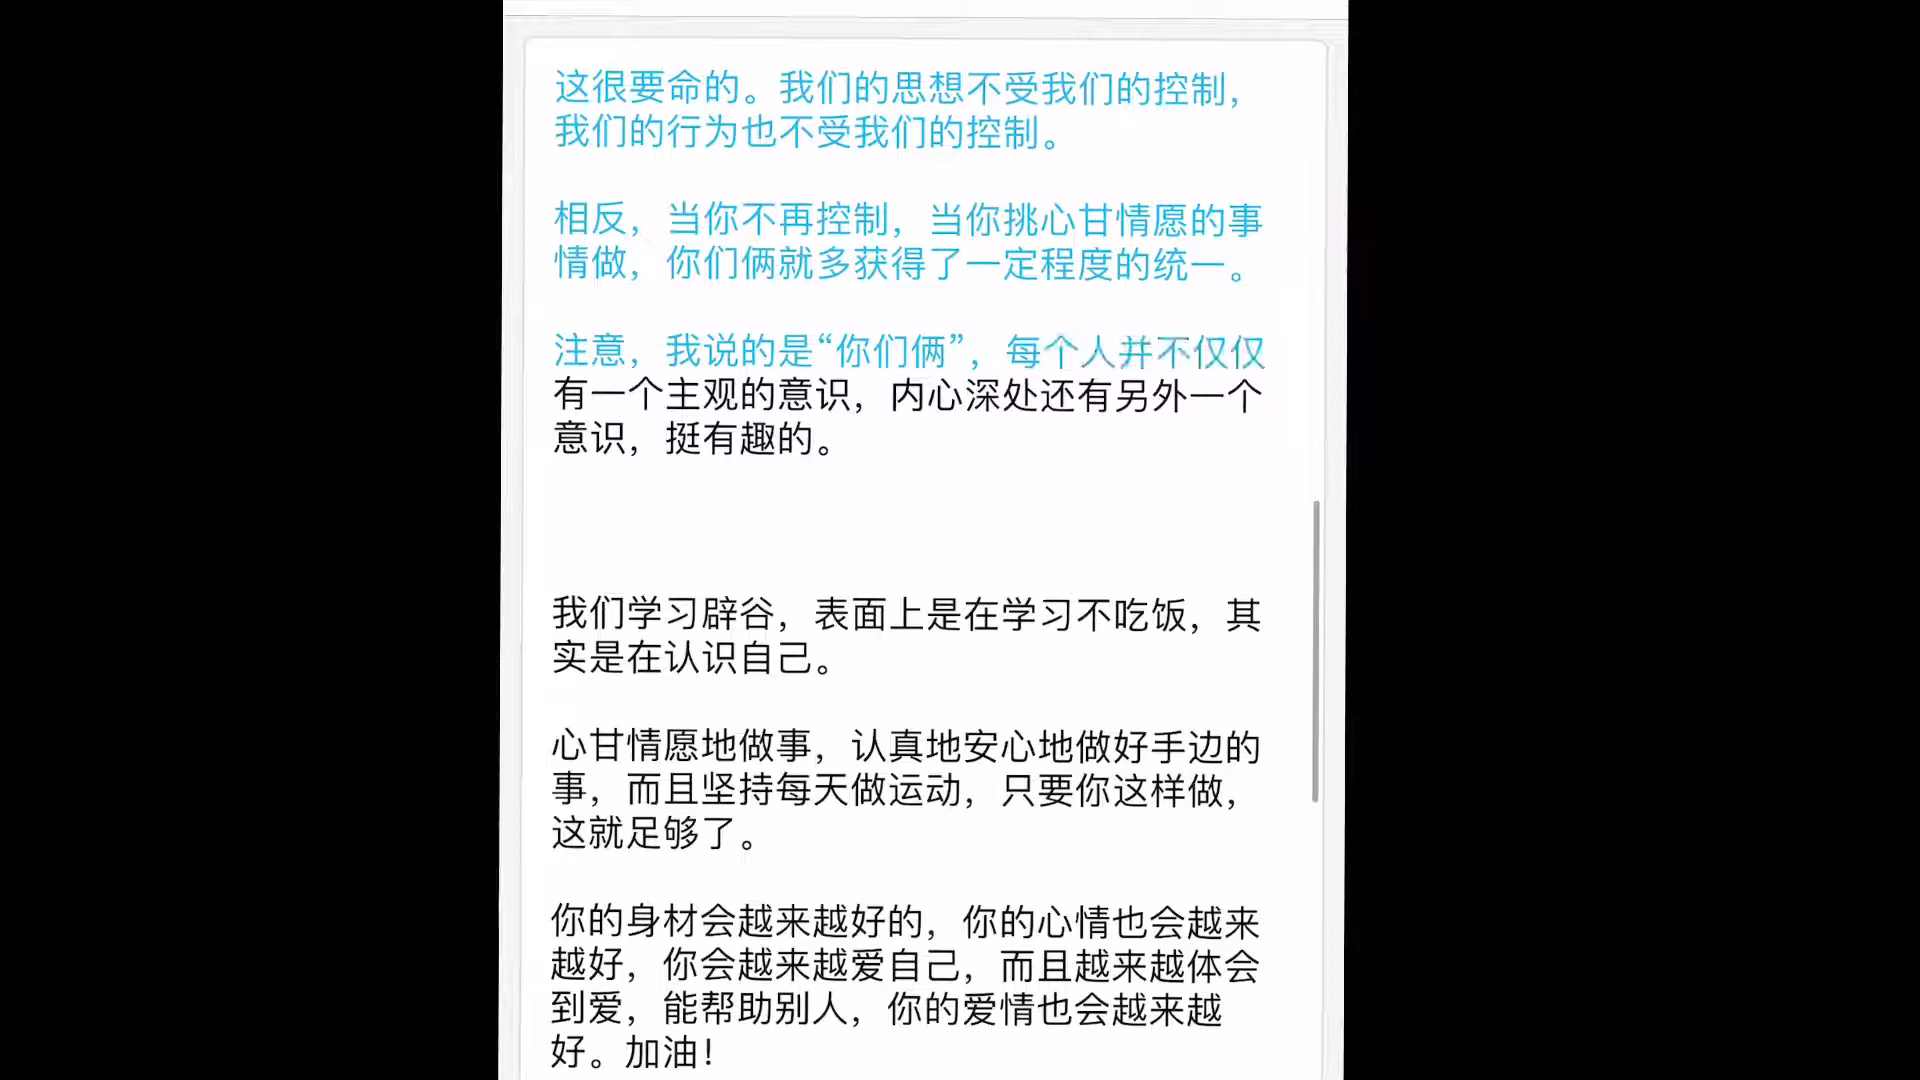 这很要命的。我们的思想不受我们的控制，
我们的行为也不受我们的控制。
相反，当你不再控制，当你挑心甘情愿的事
情做，你们俩就多获得了一定程度的统一。
注意，我说的是“你们俩”，每个人并不仅仅
有一个主观的意识，内心深处还有另外一个
意识，挺有趣的。
我们学习辟谷，表面上是在学习不吃饭，其
实是在认识自己。
心甘情愿地做事，认真地安心地做好手边的
事，而且坚持每天做运动，只要你这样做，
这就足够了。
你的身材会越来越好的，你的心情也会越来
越好，你会越来越爱自己，而且越来越体会
到爱，能帮助别人，你的爱情也会越来越
好。加油！